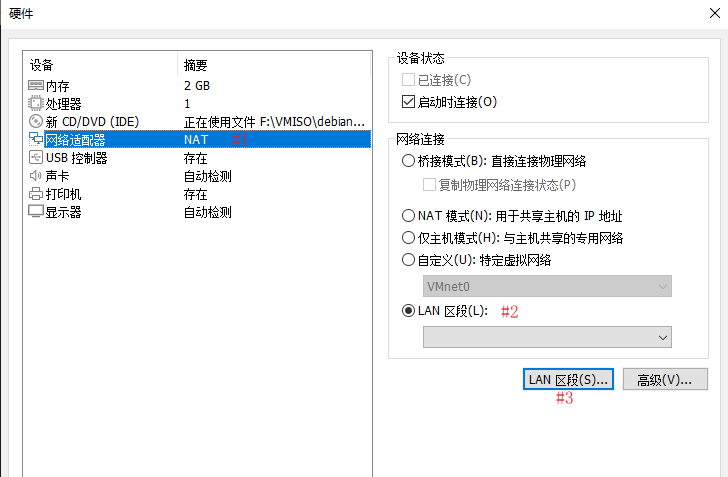 硬件
设备 摘要
内存 2 GB
处理器 1
新 CD/DVD (IDE) 正在使用文件 F:\VMISO\debian...
网络适配器 NAT #1
USB 控制器 存在
声卡 自动检测
打印机 存在
显示器 自动检测
设备状态
已连接(C)
启动时连接(O)
网络连接
桥接模式(B): 直接连接物理网络
复制物理网络连接状态(P)
NAT 模式(N): 用于共享主机的 IP 地址
仅主机模式(H): 与主机共享的专用网络
自定义(U): 特定虚拟网络
VMnet0
LAN 区段(L): #2
LAN 区段(S)... 高级(V)...
#3